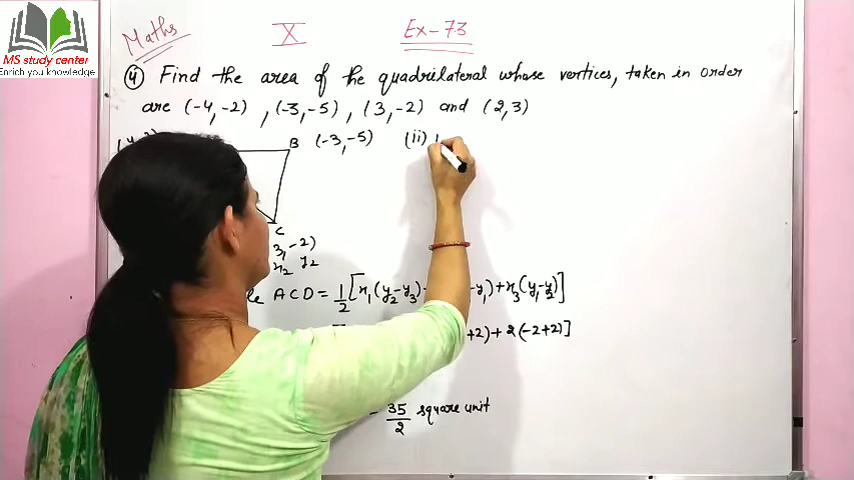 MS study center
Enrich you knowledge
Maths X Ex-7.3
4 Find the area of the quadrilateral whose vertices, taken in order
are (-4,-2), (-3,-5), (3,-2) and (2,3)
B (-3,-5) (ii)
C
3,-2)
x₂ y₂
ACD = 1/2 [x₁(y₂-y₃) -y₁) + x₃(y₁-y₂)]
+2) + 2(-2+2)]
35/2 square unit